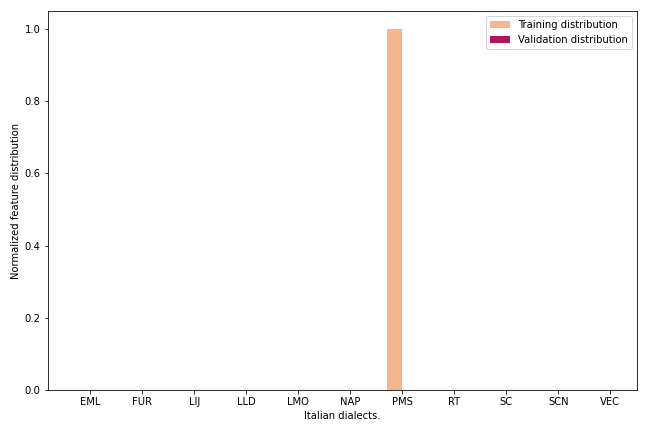 Training distribution
Validation distribution
Normalized feature distribution
1.0
0.8
0.6
0.4
0.2
0.0
EML FUR LIJ LLD LMO NAP PMS RT SC SCN VEC
Italian dialects.